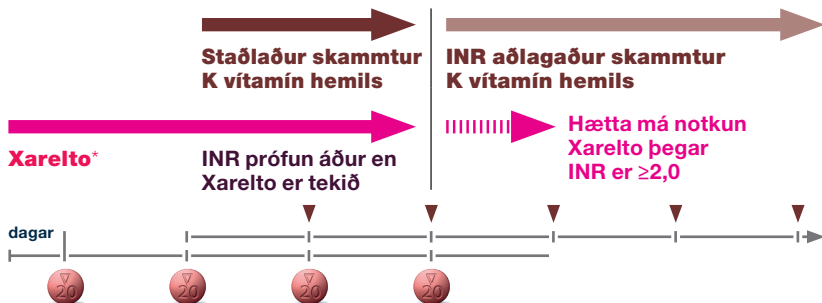 Staðlaður skammtur
K vítamín hemils
INR aðlagaður skammtur
K vítamín hemils
Xarelto*
INR prófun áður en
Xarelto er tekið
Hætta má notkun
Xarelto þegar
INR er ≥2,0
dagar
20
20
20
20